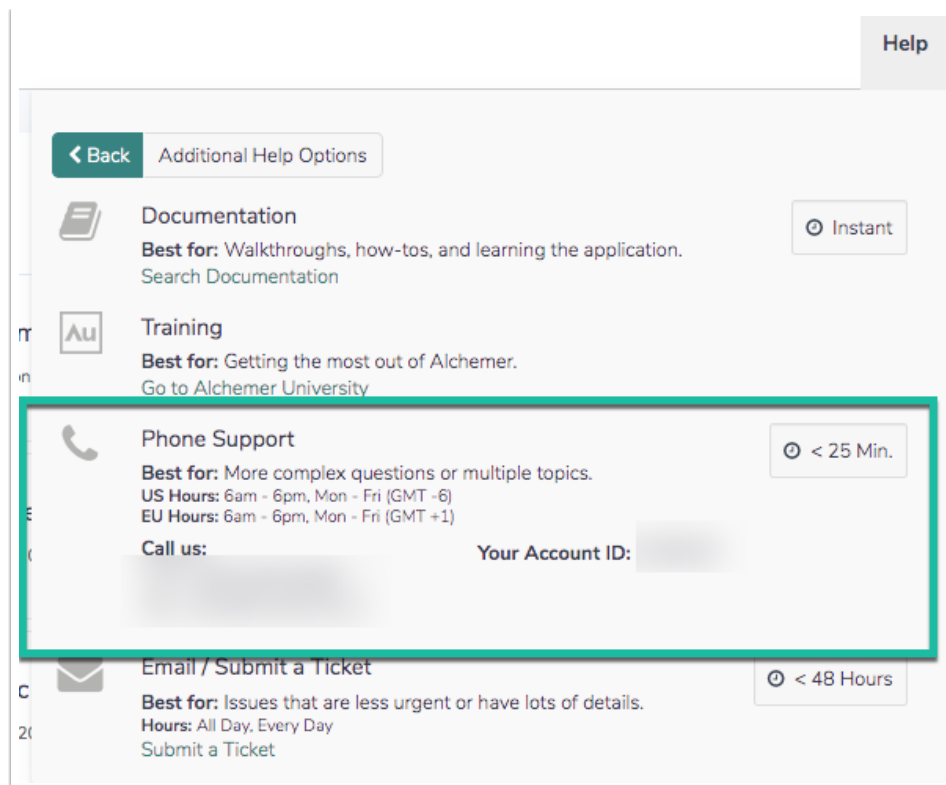 Help
Back
Additional Help Options
Documentation
Instant
Best for: Walkthroughs, how-tos, and learning the application.
Search Documentation
Au
Training
Best for: Getting the most out of Alchemer.
Go to Alchemer University
Phone Support
< 25 Min.
Best for: More complex questions or multiple topics.
US Hours: 6am - 6pm, Mon - Fri (GMT -6)
EU Hours: 6am - 6pm, Mon - Fri (GMT +1)
Call us:
Your Account ID:
Email / Submit a Ticket
< 48 Hours
Best for: Issues that are less urgent or have lots of details.
Hours: All Day, Every Day
Submit a Ticket